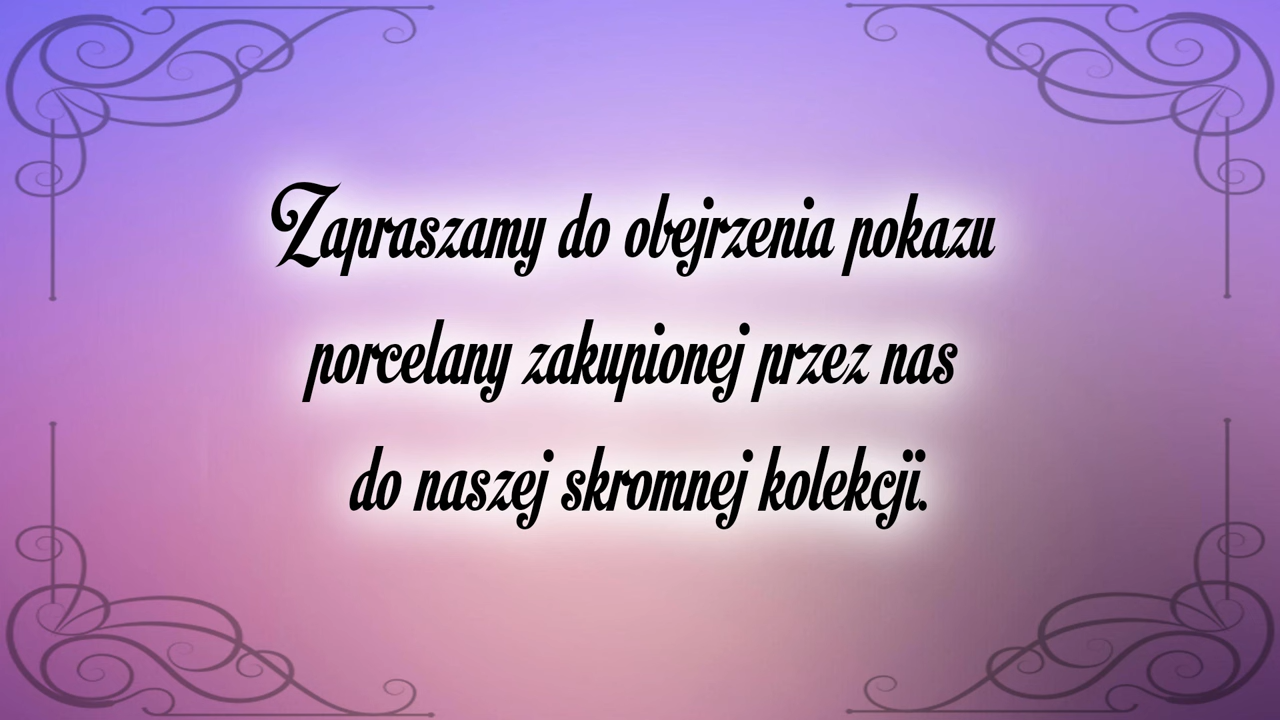 Zapraszamy do obejrzenia pokazu
porcelany zakupionej przez nas
do naszej skromnej kolekcji.